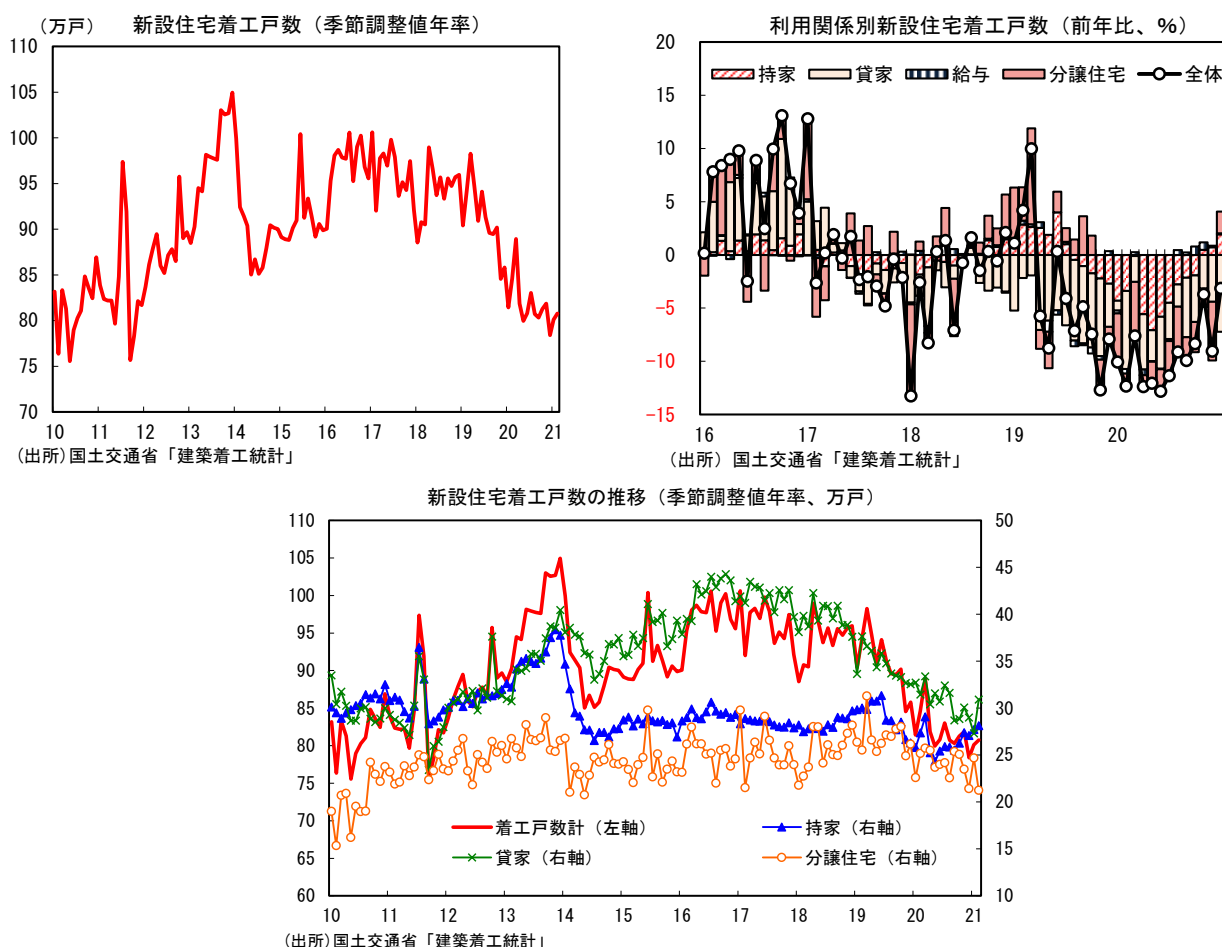 （万戸）
新設住宅着工戸数（季節調整値年率）
110
105
100
95
90
85
80
75
70
10 11 12 13 14 15 16 17 18 19 20 21
（出所）国土交通省「建築着工統計」
利用関係別新設住宅着工戸数（前年比、％）
20
15
10
5
0
−5
−10
−15
持家 貸家 給与 分譲住宅 全体
16 17 18 19 20
（出所）国土交通省「建築着工統計」
新設住宅着工戸数の推移（季節調整値年率、万戸）
110
105
100
95
90
85
80
75
70
65
60
50
45
40
35
30
25
20
15
10
着工戸数計（左軸） 持家（右軸）
貸家（右軸） 分譲住宅（右軸）
10 11 12 13 14 15 16 17 18 19 20 21
（出所）国土交通省「建築着工統計」